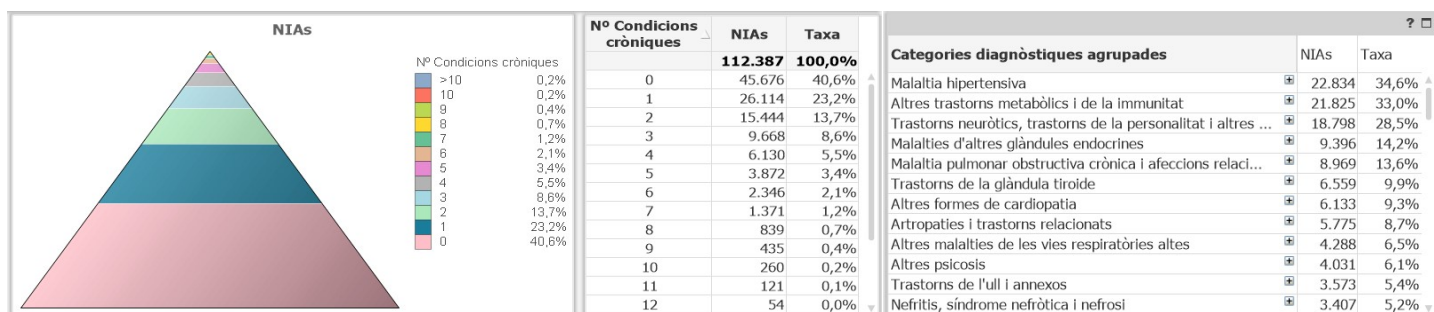 NIAs
Nº Condicions cròniques
>10 0,2%
10 0,2%
9 0,4%
8 0,7%
7 1,2%
6 2,1%
5 3,4%
4 5,5%
3 8,6%
2 13,7%
1 23,2%
0 40,6%
Nº Condicions cròniques NIAs Taxa
112.387 100,0%
0 45.676 40,6%
1 26.114 23,2%
2 15.444 13,7%
3 9.668 8,6%
4 6.130 5,5%
5 3.872 3,4%
6 2.346 2,1%
7 1.371 1,2%
8 839 0,7%
9 435 0,4%
10 260 0,2%
11 121 0,1%
12 54 0,0%
?
Categories diagnòstiques agrupades NIAs Taxa
Malaltia hipertensiva 22.834 34,6%
Altres trastorns metabòlics i de la immunitat 21.825 33,0%
Trastorns neuròtics, trastorns de la personalitat i altres ... 18.798 28,5%
Malalties d'altres glàndules endocrines 9.396 14,2%
Malaltia pulmonar obstructiva crònica i afeccions relaci... 8.969 13,6%
Trastorns de la glàndula tiroide 6.559 9,9%
Altres formes de cardiopatia 6.133 9,3%
Artropaties i trastorns relacionats 5.775 8,7%
Altres malalties de les vies respiratòries altes 4.288 6,5%
Altres psicosis 4.031 6,1%
Trastorns de l'ull i annexos 3.573 5,4%
Nefritis, síndrome nefròtica i nefrosi 3.407 5,2%